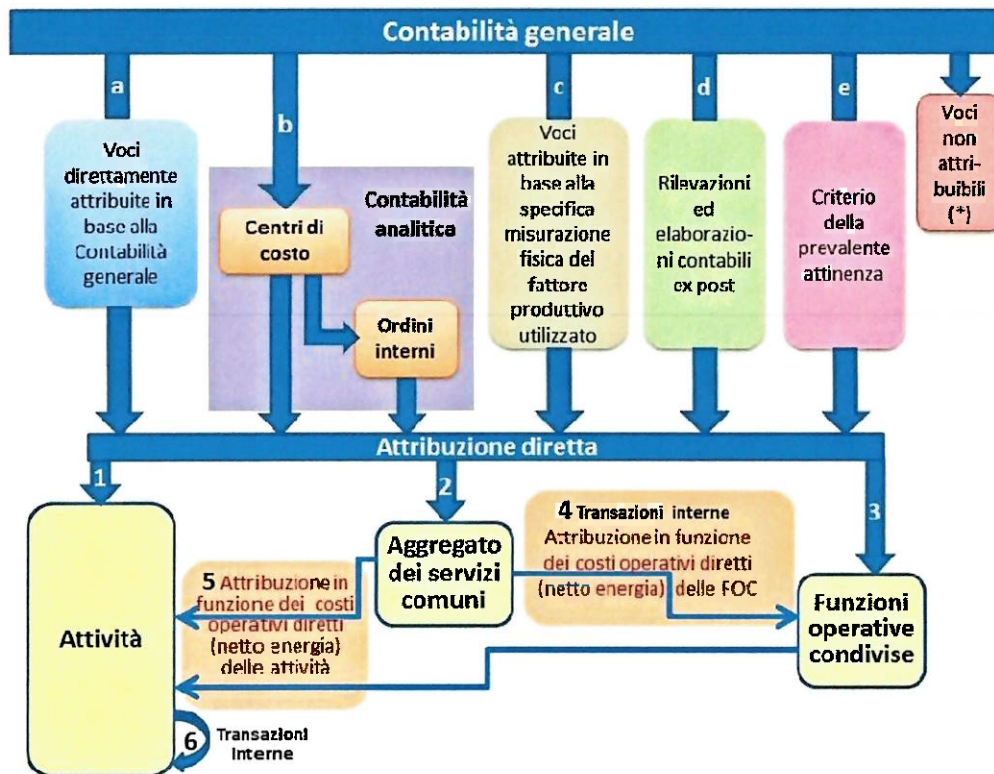 Contabilità generale
a
b
c
d
e
Voci
direttamente
attribuite in
base alla
Contabilità
generale
Centri di
costo
Contabilità
analitica
Ordini
interni
Voci
attribuite in
base alla
specifica
misurazione
fisica del
fattore
produttivo
utilizzato
Rilevazioni
ed
elaborazio-
ni contabili
ex post
Criterio
della
prevalente
attinenza
Voci
non
attri-
buibili
(*)
Attribuzione diretta
1
2
3
Attività
Aggregato
dei servizi
comuni
4 Transazioni interne
Attribuzione in funzione
dei costi operativi diretti
(netto energia) delle FOC
Funzioni
operative
condivise
5 Attribuzione in
funzione dei costi
operativi diretti
(netto energia)
delle attività
6 Transazioni
Interne